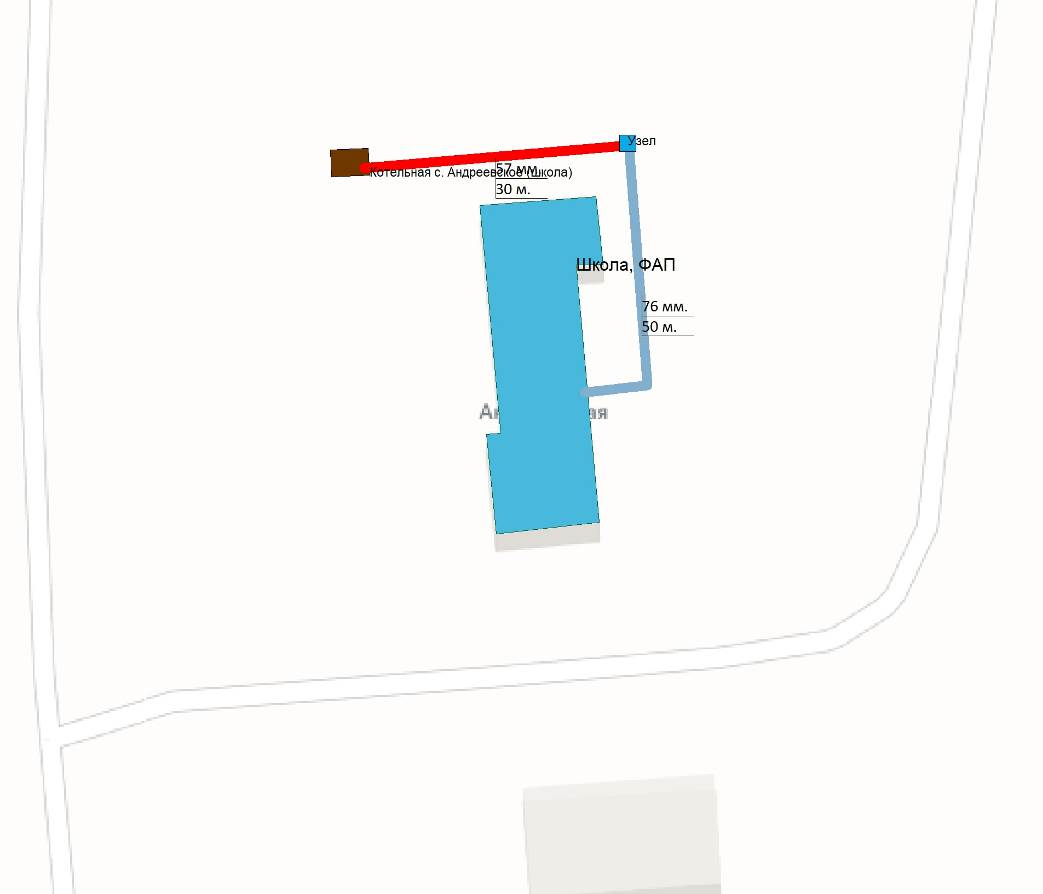 Узел
57 мм.
Котельная с. Андреевское (школа)
30 м.
Школа, ФАП
76 мм.
50 м.